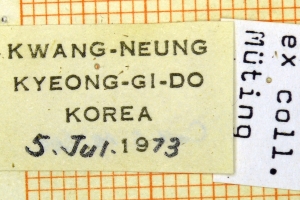 KWANG-NEUNG
KYEONG-GI-DO
KOREA
5. Jul. 1973
ex coll.
Müting